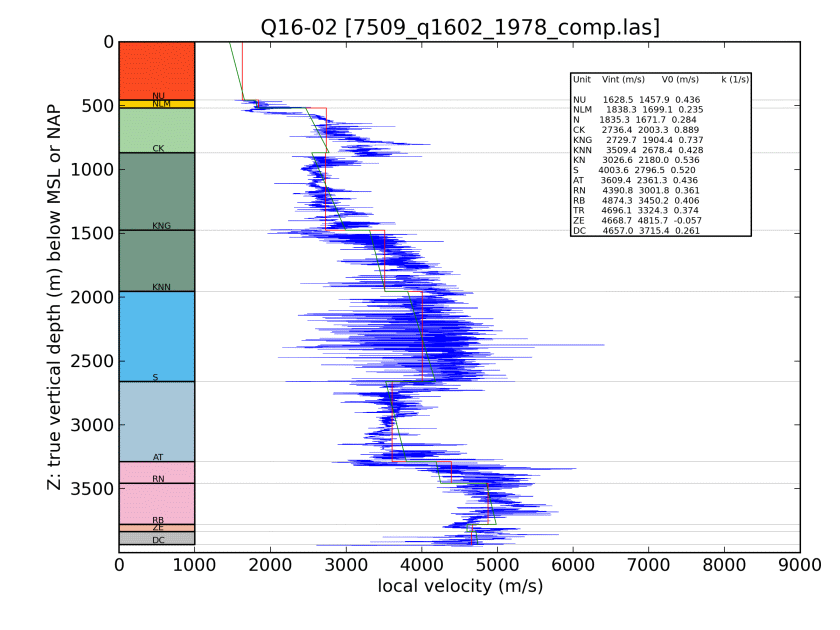 Q16-02 [7509_q1602_1978_comp.las]
0
500
1000
1500
2000
2500
3000
3500
Z: true vertical depth (m) below MSL or NAP
NU
NLM
CK
KNG
KNN
S
AT
RN
RB
ZE
DC
Unit Vint (m/s) V0 (m/s) k (1/s)
NU 1628.5 1457.9 0.436
NLM 1838.3 1699.1 0.235
N 1835.3 1671.7 0.284
CK 2736.4 2003.3 0.889
KNG 2729.7 1904.4 0.737
KNN 3509.4 2678.4 0.428
KN 3026.6 2180.0 0.536
S 4003.6 2796.5 0.520
AT 3609.4 2361.3 0.436
RN 4390.8 3001.8 0.361
RB 4874.3 3450.2 0.406
TR 4696.1 3324.3 0.374
ZE 4668.7 4815.7 -0.057
DC 4657.0 3715.4 0.261
0 1000 2000 3000 4000 5000 6000 7000 8000 9000
local velocity (m/s)